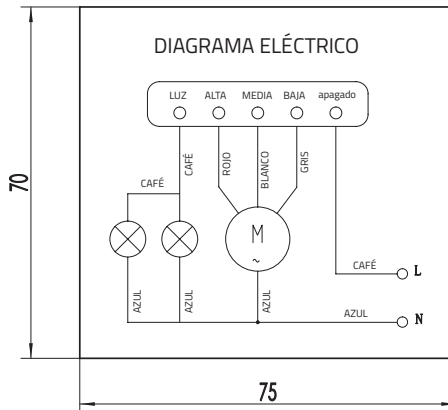 DIAGRAMA ELÉCTRICO
LUZ ALTA MEDIA BAJA apagado
CAFÉ ROJO BLANCO GRIS
CAFÉ
M
~
CAFÉ L
AZUL AZUL AZUL AZUL N
70
75